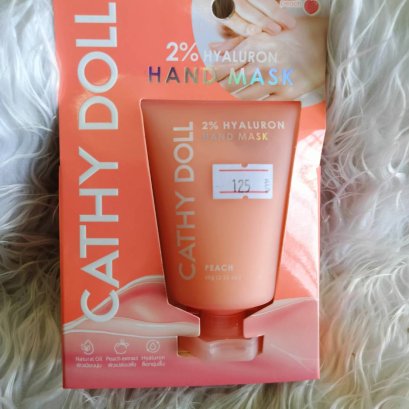 peach
2% HYALURON
HAND MASK
CATHY DOLL
2% HYALURON
HAND MASK
CATHY DOLL
125
PEACH
Natural Oil
Peach extract
Hyaluron